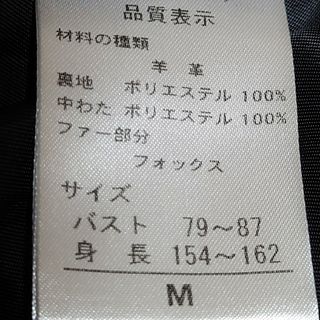 品質表示
材料の種類
羊革
裏地 ポリエステル 100%
中わた ポリエステル 100%
ファー部分
フォックス
サイズ
バスト 79～87
身長 154～162
M